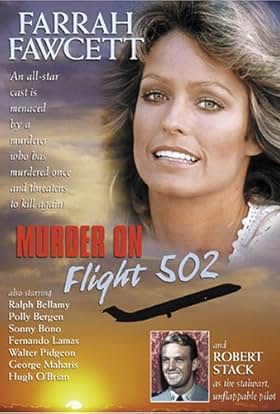 FARRAH
FAWCETT
An all-star
cast is
menaced
by a
murderer
who has
murdered once
and threatens
to kill again
MURDER ON
Flight 502
also starring
Ralph Bellamy
Polly Bergen
Sonny Bono
Fernando Lamas
Walter Pidgeon
George Maharis
Hugh O'Brian
and
ROBERT
STACK
as the stalwart,
unflappable pilot